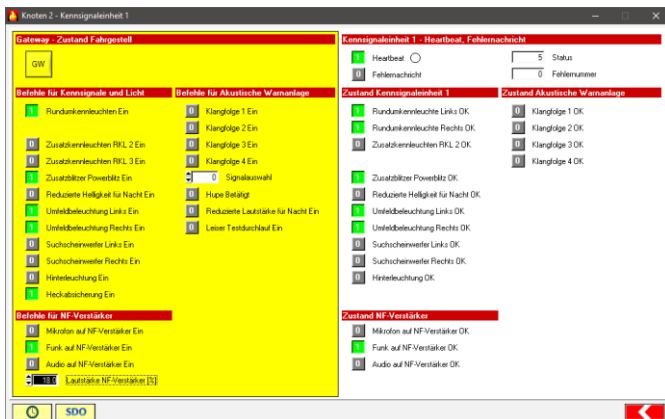 Knoten 2 - Kennsignaleinheit 1
Gateway - Zustand Fahrgestell
GW
Befehle für Kennsignale und Licht
1 Rundumkennleuchten Ein
0 Zusatzkennleuchten RKL 2 Ein
0 Zusatzkennleuchten RKL 3 Ein
1 Zusatzblitzer Powerblitz Ein
0 Reduzierte Helligkeit für Nacht Ein
1 Umfeldbeleuchtung Links Ein
1 Umfeldbeleuchtung Rechts Ein
0 Suchscheinwerfer Links Ein
0 Suchscheinwerfer Rechts Ein
0 Hinterleuchtung Ein
1 Heckabsicherung Ein
Befehle für Akustische Warnanlage
0 Klangfolge 1 Ein
0 Klangfolge 2 Ein
0 Klangfolge 3 Ein
0 Klangfolge 4 Ein
0 Signalauswahl
0 Hupe Betätigt
0 Reduzierte Lautstärke für Nacht Ein
0 Leiser Testdurchlauf Ein
Befehle für NF-Verstärker
0 Mikrofon auf NF-Verstärker Ein
1 Funk auf NF-Verstärker Ein
0 Audio auf NF-Verstärker Ein
18.0 Lautstärke NF-Verstärker [%]
Kennsignaleinheit 1 - Heartbeat, Fehlernachricht
1 Heartbeat
0 Fehlernachricht
5 Status
0 Fehlernummer
Zustand Kennsignaleinheit 1
1 Rundumkennleuchte Links OK
1 Rundumkennleuchte Rechts OK
0 Zusatzkennleuchten RKL 2 OK
1 Zusatzblitzer Powerblitz OK
0 Reduzierte Helligkeit für Nacht OK
1 Umfeldbeleuchtung Links OK
1 Umfeldbeleuchtung Rechts OK
0 Suchscheinwerfer Links OK
0 Suchscheinwerfer Rechts OK
0 Hinterleuchtung OK
Zustand Akustische Warnanlage
0 Klangfolge 1 OK
0 Klangfolge 2 OK
0 Klangfolge 3 OK
0 Klangfolge 4 OK
Zustand NF-Verstärker
0 Mikrofon auf NF-Verstärker OK
1 Funk auf NF-Verstärker OK
0 Audio auf NF-Verstärker OK
SDO